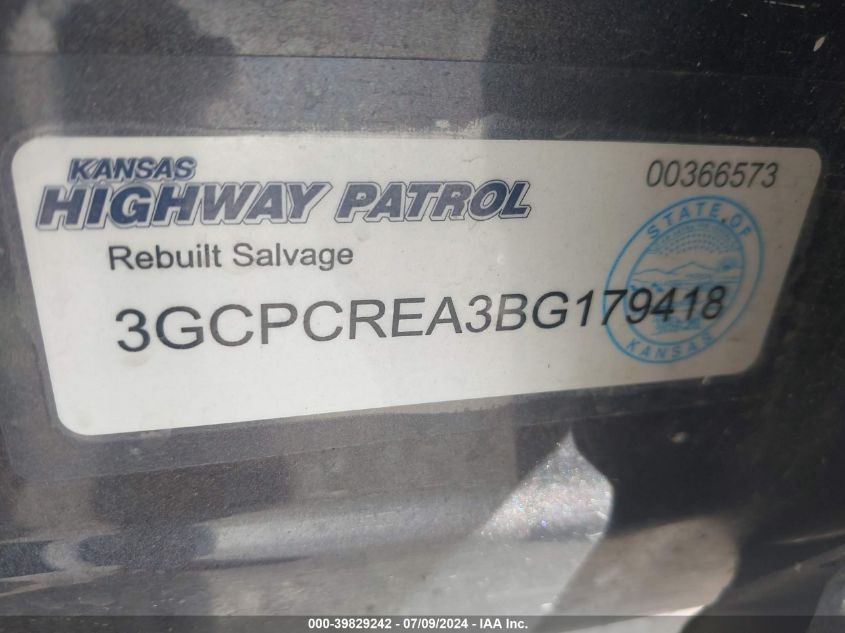 KANSAS
HIGHWAY PATROL
00366573
Rebuilt Salvage
3GCPCREA3BG179418
STATE OF
KANSAS
000-39829242 - 07/09/2024 - IAA Inc.